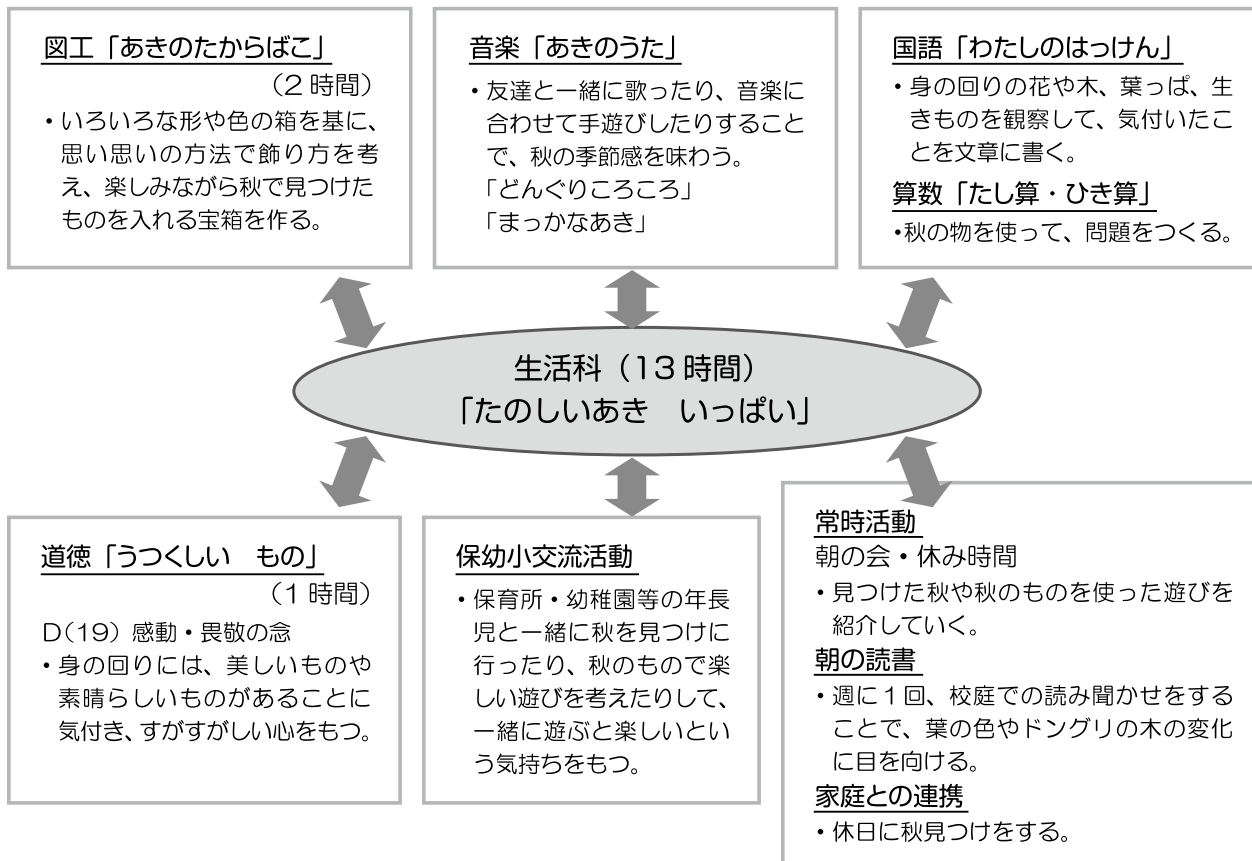 図工「あきのたからばこ」
（2時間）
・いろいろな形や色の箱を基に、
思い思いの方法で飾り方を考
え、楽しみながら秋で見つけた
ものを入れる宝箱を作る。
音楽「あきのうた」
・友達と一緒に歌ったり、音楽に
合わせて手遊びしたりすること
で、秋の季節感を味わう。
「どんぐりころころ」
「まっかなあき」
国語「わたしのはっけん」
・身の回りの花や木、葉っぱ、生
きものを観察して、気付いたこ
とを文章に書く。
算数「たし算・ひき算」
・秋の物を使って、問題をつくる。
生活科（13時間）
「たのしいあき　いっぱい」
道徳「うつくしい　もの」
（1時間）
D（19）感動・畏敬の念
・身の回りには、美しいものや
素晴らしいものがあることに
気付き、すがすがしい心をもつ。
保幼小交流活動
・保育所・幼稚園等の年長
児と一緒に秋を見つけに
行ったり、秋のもので楽
しい遊びを考えたりして、
一緒に遊ぶと楽しいとい
う気持ちをもつ。
常時活動
朝の会・休み時間
・見つけた秋や秋のものを使った遊びを
紹介していく。
朝の読書
・週に1回、校庭での読み聞かせをする
ことで、葉の色やドングリの木の変化
に目を向ける。
家庭との連携
・休日に秋見つけをする。